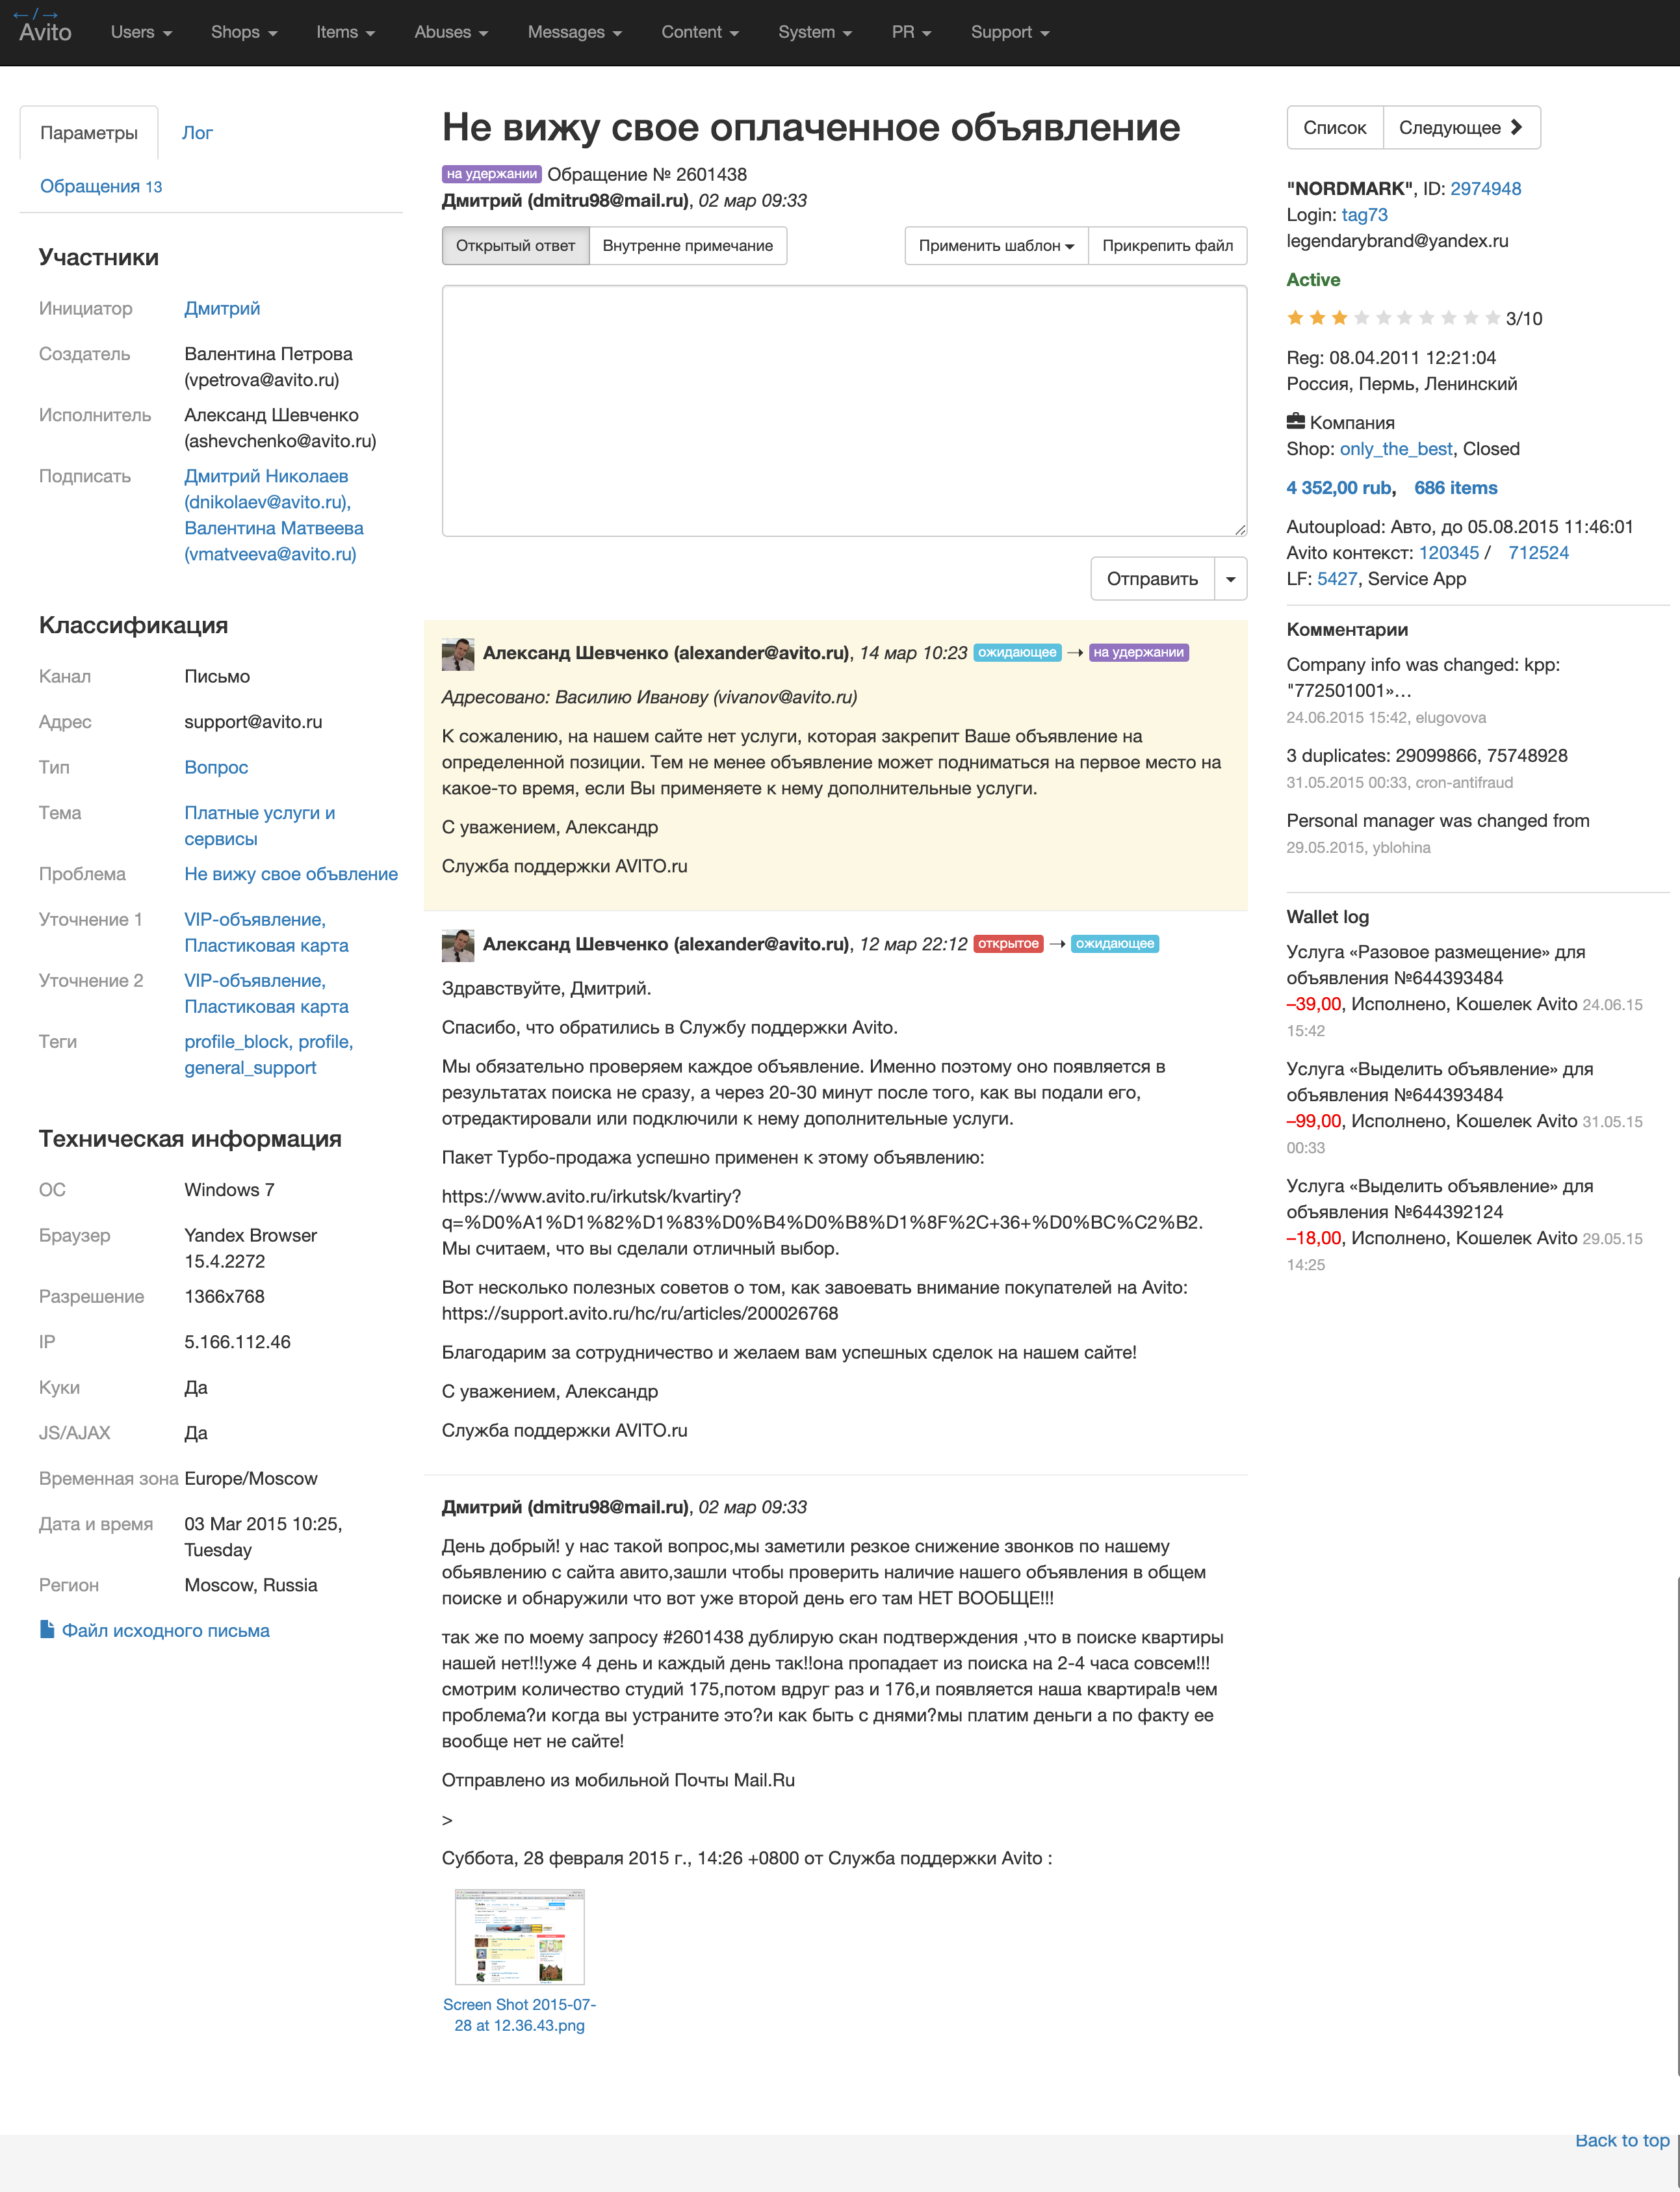 ←/→
Avito Users Shops Items Abuses Messages Content System PR Support
Параметры Лог
Обращения 13
Участники
Инициатор Дмитрий
Создатель Валентина Петрова
(vpetrova@avito.ru)
Исполнитель Александ Шевченко
(ashevchenko@avito.ru)
Подписать Дмитрий Николаев
(dnikolaev@avito.ru),
Валентина Матвеева
(vmatveeva@avito.ru)
Классификация
Канал Письмо
Адрес support@avito.ru
Тип Вопрос
Тема Платные услуги и
сервисы
Проблема Не вижу свое объвление
Уточнение 1 VIP-объявление,
Пластиковая карта
Уточнение 2 VIP-объявление,
Пластиковая карта
Теги profile_block, profile,
general_support
Техническая информация
ОС Windows 7
Браузер Yandex Browser
15.4.2272
Разрешение 1366x768
IP 5.166.112.46
Куки Да
JS/AJAX Да
Временная зона Europe/Moscow
Дата и время 03 Mar 2015 10:25,
Tuesday
Регион Moscow, Russia
Файл исходного письма
Не вижу свое оплаченное объявление
на удержании Обращение № 2601438
Дмитрий (dmitru98@mail.ru), 02 мар 09:33
Открытый ответ Внутренне примечание Применить шаблон Прикрепить файл
Отправить
Александ Шевченко (alexander@avito.ru), 14 мар 10:23 ожидающее → на удержании
Адресовано: Василию Иванову (vivanov@avito.ru)
К сожалению, на нашем сайте нет услуги, которая закрепит Ваше объявление на
определенной позиции. Тем не менее объявление может подниматься на первое место на
какое-то время, если Вы применяете к нему дополнительные услуги.
С уважением, Александр
Служба поддержки AVITO.ru
Александ Шевченко (alexander@avito.ru), 12 мар 22:12 открытое → ожидающее
Здравствуйте, Дмитрий.
Спасибо, что обратились в Службу поддержки Avito.
Мы обязательно проверяем каждое объявление. Именно поэтому оно появляется в
результатах поиска не сразу, а через 20-30 минут после того, как вы подали его,
отредактировали или подключили к нему дополнительные услуги.
Пакет Турбо-продажа успешно применен к этому объявлению:
https://www.avito.ru/irkutsk/kvartiry?
q=%D0%A1%D1%82%D1%83%D0%B4%D0%B8%D1%8F%2C+36+%D0%BC%C2%B2.
Мы считаем, что вы сделали отличный выбор.
Вот несколько полезных советов о том, как завоевать внимание покупателей на Avito:
https://support.avito.ru/hc/ru/articles/200026768
Благодарим за сотрудничество и желаем вам успешных сделок на нашем сайте!
С уважением, Александр
Служба поддержки AVITO.ru
Дмитрий (dmitru98@mail.ru), 02 мар 09:33
День добрый! у нас такой вопрос,мы заметили резкое снижение звонков по нашему
обьявлению с сайта авито,зашли чтобы проверить наличие нашего объявления в общем
поиске и обнаружили что вот уже второй день его там НЕТ ВООБЩЕ!!!
так же по моему запросу #2601438 дублирую скан подтверждения ,что в поиске квартиры
нашей нет!!!уже 4 день и каждый день так!!она пропадает из поиска на 2-4 часа совсем!!!
смотрим количество студий 175,потом вдруг раз и 176,и появляется наша квартира!в чем
проблема?и когда вы устраните это?и как быть с днями?мы платим деньги а по факту ее
вообще нет не сайте!
Отправлено из мобильной Почты Mail.Ru
>
Суббота, 28 февраля 2015 г., 14:26 +0800 от Служба поддержки Avito :
Screen Shot 2015-07-
28 at 12.36.43.png
Список Следующее
"NORDMARK", ID: 2974948
Login: tag73
legendarybrand@yandex.ru
Active
3/10
Reg: 08.04.2011 12:21:04
Россия, Пермь, Ленинский
Компания
Shop: only_the_best, Closed
4 352,00 rub, 686 items
Autoupload: Авто, до 05.08.2015 11:46:01
Avito контекст: 120345 / 712524
LF: 5427, Service App
Комментарии
Company info was changed: kpp:
"772501001»…
24.06.2015 15:42, elugovova
3 duplicates: 29099866, 75748928
31.05.2015 00:33, cron-antifraud
Personal manager was changed from
29.05.2015, yblohina
Wallet log
Услуга «Разовое размещение» для
объявления №644393484
–39,00, Исполнено, Кошелек Avito 24.06.15
15:42
Услуга «Выделить объявление» для
объявления №644393484
–99,00, Исполнено, Кошелек Avito 31.05.15
00:33
Услуга «Выделить объявление» для
объявления №644392124
–18,00, Исполнено, Кошелек Avito 29.05.15
14:25
Back to top